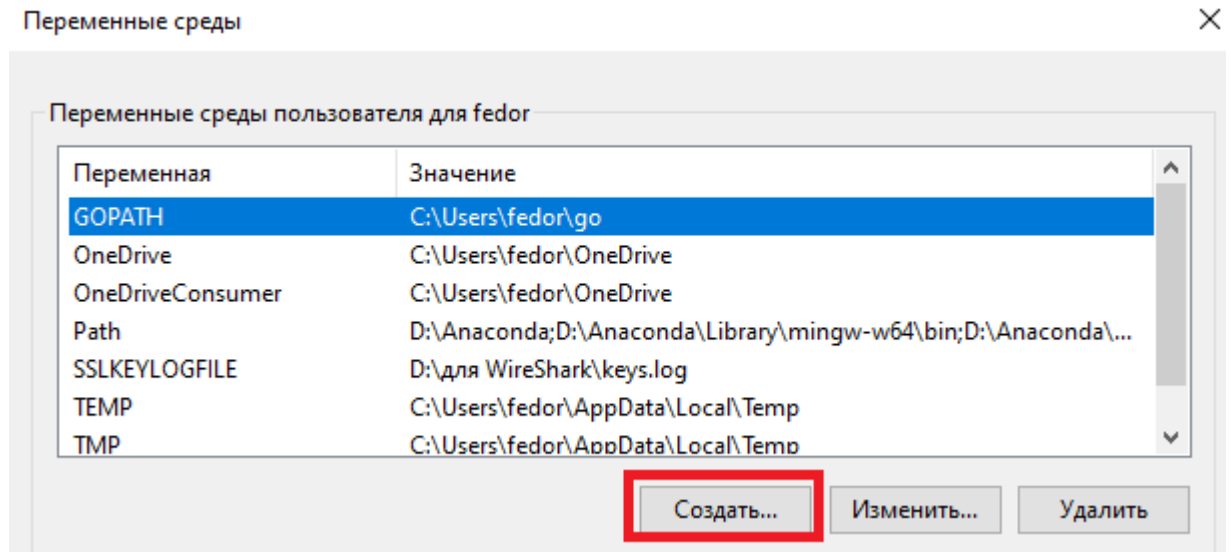 Переменные среды
Переменные среды пользователя для fedor
Переменная Значение
GOPATH C:\Users\fedor\go
OneDrive C:\Users\fedor\OneDrive
OneDriveConsumer C:\Users\fedor\OneDrive
Path D:\Anaconda;D:\Anaconda\Library\mingw-w64\bin;D:\Anaconda\...
SSLKEYLOGFILE D:\для WireShark\keys.log
TEMP C:\Users\fedor\AppData\Local\Temp
TMP C:\Users\fedor\AppData\Local\Temp
Создать... Изменить... Удалить